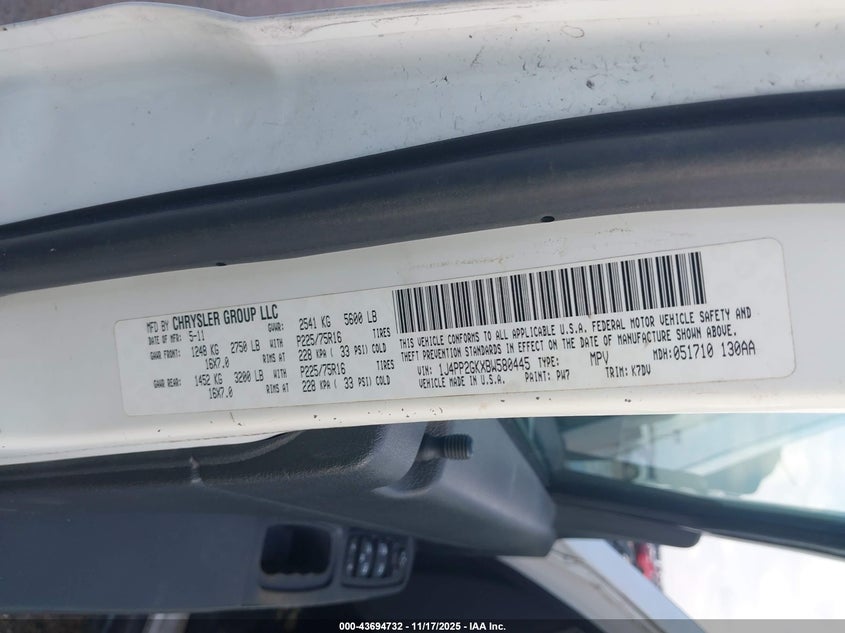 MFD BY CHRYSLER GROUP LLC
DATE OF MFR: 5-11 GVWR: 2541 KG 5600 LB
GAWR FRONT: 1248 KG 2750 LB WITH P225/75R16 TIRES
16X7.0 RIMS AT 228 KPA ( 33 PSI) COLD
GAWR REAR: 1452 KG 3200 LB WITH P225/75R16 TIRES
16X7.0 RIMS AT 228 KPA ( 33 PSI) COLD
THIS VEHICLE CONFORMS TO ALL APPLICABLE U.S.A. FEDERAL MOTOR VEHICLE SAFETY AND
THEFT PREVENTION STANDARDS IN EFFECT ON THE DATE OF MANUFACTURE SHOWN ABOVE.
VIN: 1J4PP2GKXBW580445 TYPE: MPV MDH: 051710 130AA
MADE IN U.S.A. PAINT: PW7 TRIM: K7DV
000-43694732 - 11/17/2025 - IAA Inc.